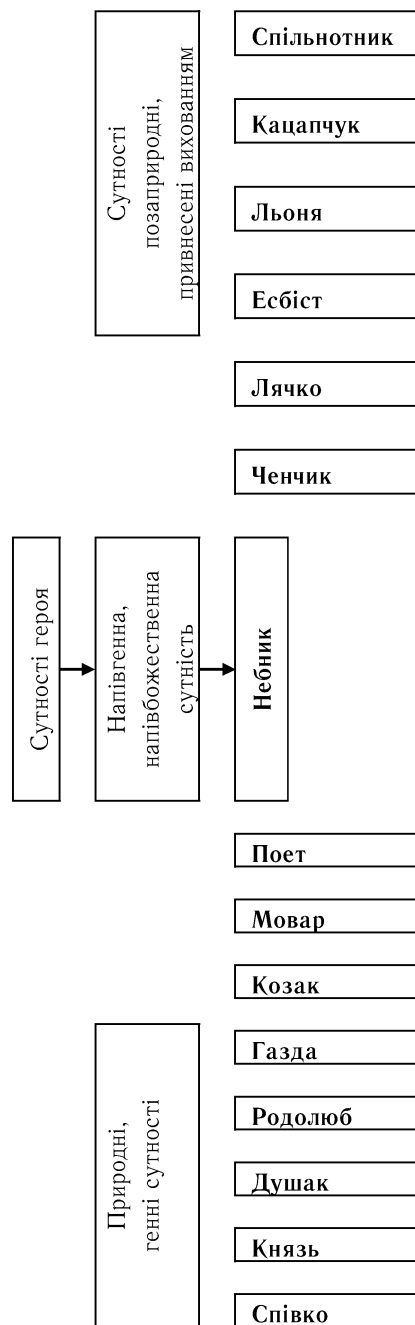 Сутності героя
Сутності
позаприродні,
привнесені вихованням
Спільнотник
Кацапчук
Льоня
Есбіст
Лячко
Ченчик
Напівгенна,
напівбожественна
сутність
Небник
Природні,
генні сутності
Поет
Мовар
Козак
Газда
Родолюб
Душак
Князь
Співко